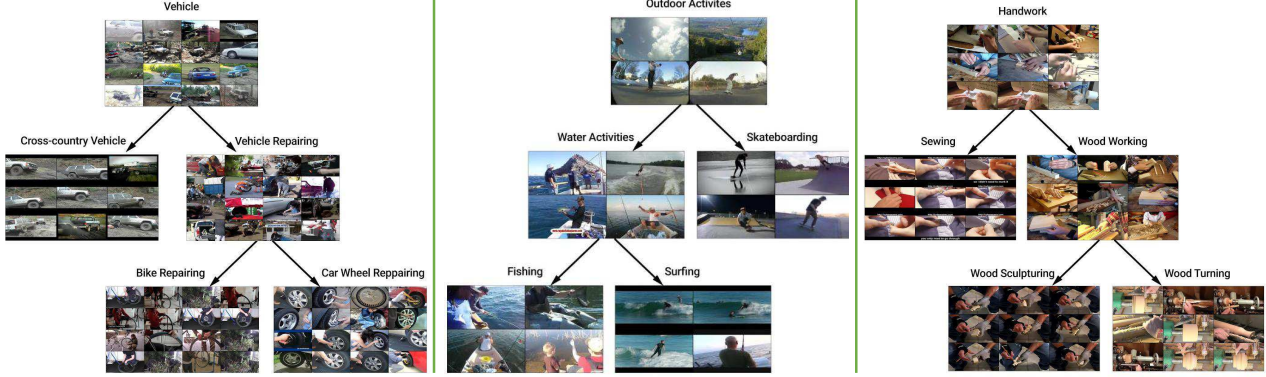 Vehicle
Cross-country Vehicle
Vehicle Repairing
Bike Repairing
Car Wheel Reppairing
Outdoor Activites
Water Activities
Skateboarding
Fishing
Surfing
Handwork
Sewing
Wood Working
Wood Sculpturing
Wood Turning